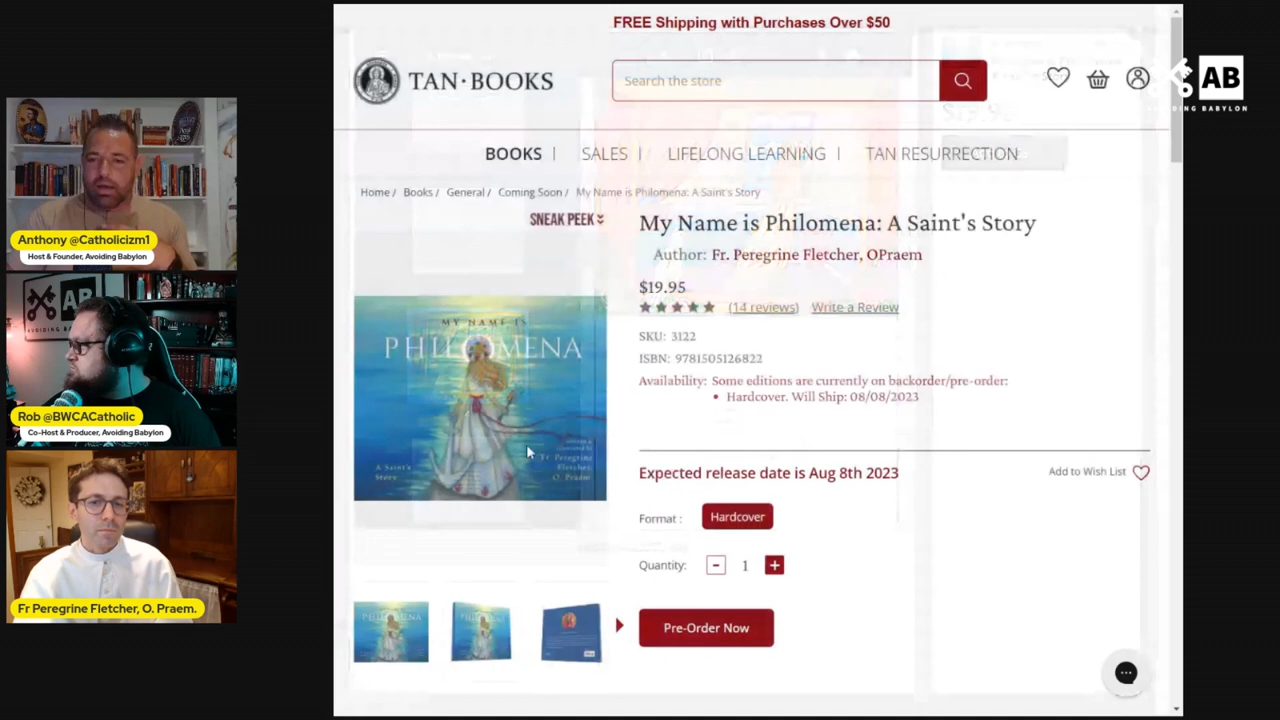 FREE Shipping with Purchases Over $50
TAN·BOOKS
Search the store
AB
AVOIDING BABYLON
BOOKS | SALES | LIFELONG LEARNING | TAN RESURRECTION
Home / Books / General / Coming Soon / My Name is Philomena: A Saint's Story
SNEAK PEEK
My Name is Philomena: A Saint's Story
Author: Fr. Peregrine Fletcher, OPraem
$19.95
(14 reviews) Write a Review
SKU: 3122
ISBN: 9781505126822
Availability: Some editions are currently on backorder/pre-order:
• Hardcover. Will Ship: 08/08/2023
MY NAME IS
PHILOMENA
A Saint's
Story
Fr. Peregrine
Fletcher,
O. Praem.
Expected release date is Aug 8th 2023
Add to Wish List
Format :
Hardcover
Quantity:
- 1 +
Pre-Order Now
PHILOMENA
PHILOMENA
Anthony @Catholicizm1
Host & Founder, Avoiding Babylon
AB
Rob @BWCACatholic
Co-Host & Producer, Avoiding Babylon
Fr Peregrine Fletcher, O. Praem.